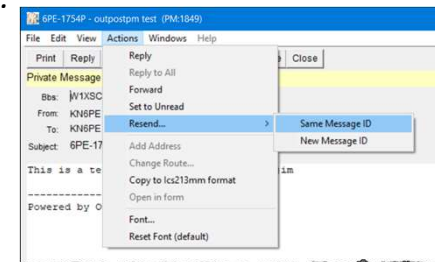 6PE-1754P - outpostpm test (PM:1849)
File Edit View Actions Windows Help
Print Reply Close
Private Message
Reply
Reply to All
Forward
Set to Unread
Resend...
Same Message ID
New Message ID
Add Address
Change Route...
Copy to Ics213mm format
Open in form
Font...
Reset Font (default)
Bbs: W1XSC
From: KN6PE
To: KN6PE
Subject: 6PE-17
This is a te
im
Powered by O